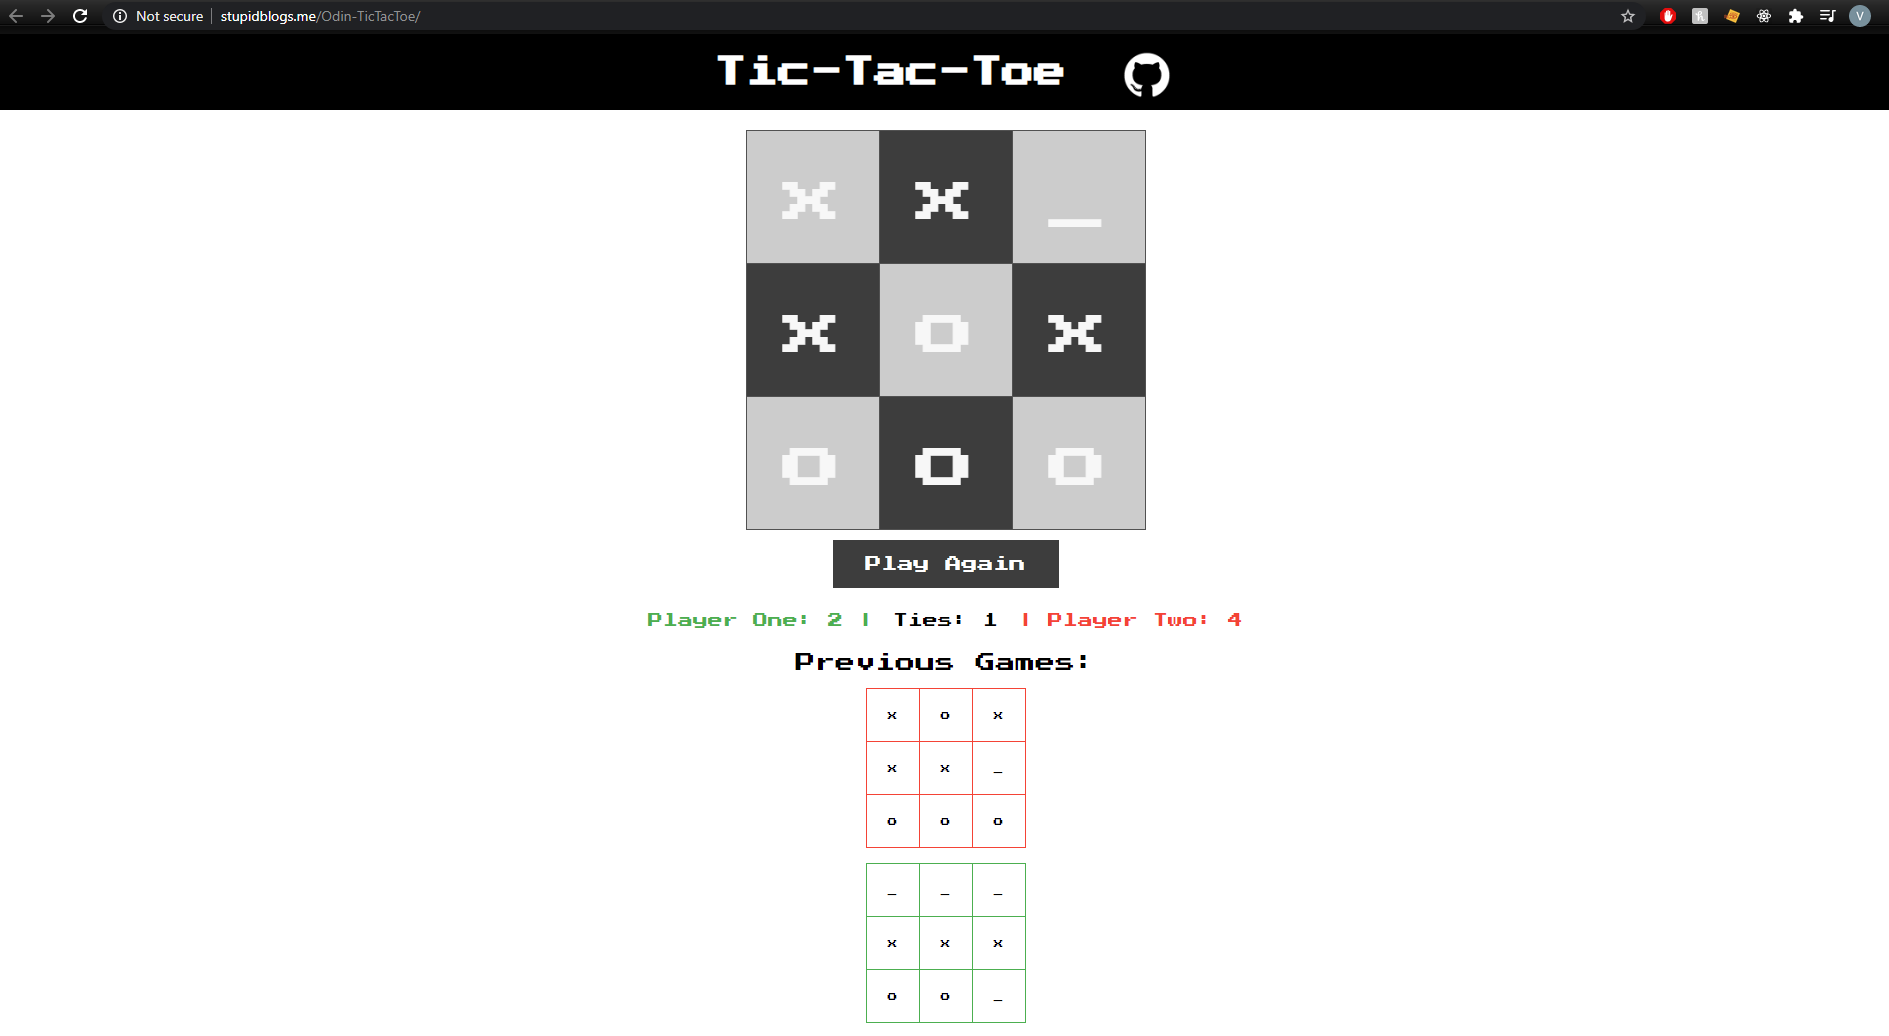 Not secure | stupidblogs.me/Odin-TicTacToe/
V
Tic-Tac-Toe
x x _
x o x
o o o
Play Again
Player One: 2 | Ties: 1 | Player Two: 4
Previous Games:
x o x
x x _
o o o
_ _ _
x x x
o o _